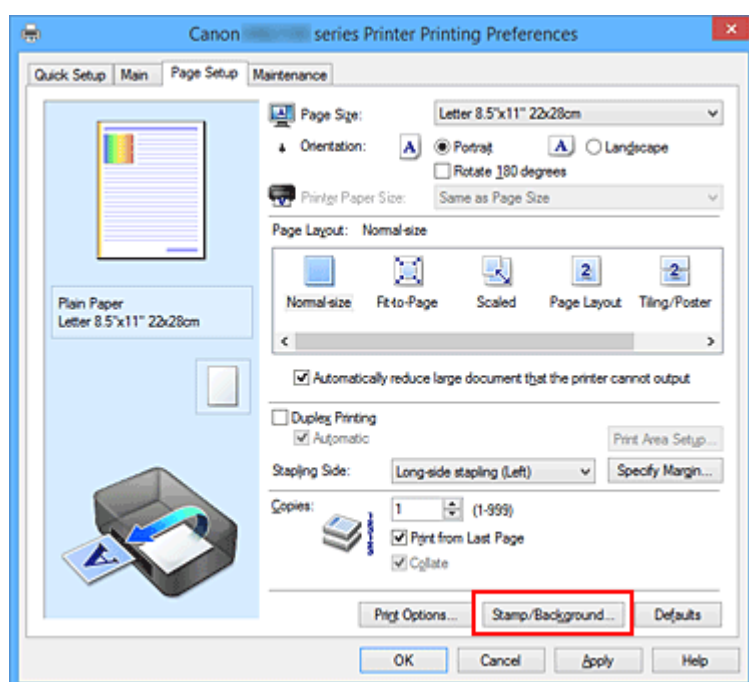 Canon series Printer Printing Preferences
Quick Setup Main Page Setup Maintenance
Page Size: Letter 8.5"x11" 22x28cm
Orientation: A Portrait A Landscape
Rotate 180 degrees
Printer Paper Size: Same as Page Size
Page Layout: Normal-size
2 2
Normal-size Fit-to-Page Scaled Page Layout Tiling/Poster
Plain Paper
Letter 8.5"x11" 22x28cm
Automatically reduce large document that the printer cannot output
Duplex Printing
Automatic
Print Area Setup...
Stapling Side: Long-side stapling (Left) Specify Margin...
Copies: 1 (1-999)
Print from Last Page
Collate
A
Print Options... Stamp/Background... Defaults
OK Cancel Apply Help